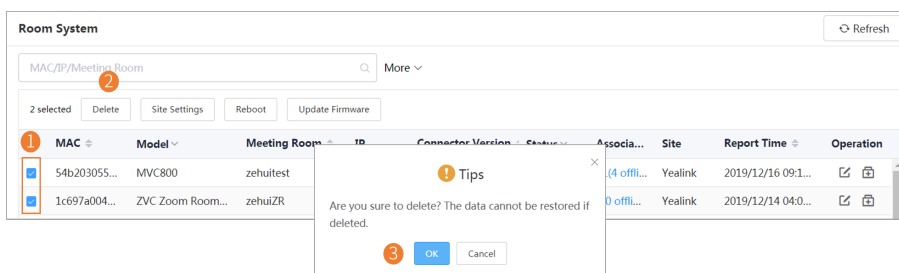 Room System
Refresh
MAC/IP/Meeting Room
More
2
2 selected Delete Site Settings Reboot Update Firmware
1
MAC Model Meeting Room IP Connector Version Status Associa... Site Report Time Operation
54b203055... MVC800 zehuitest (4 offli... Yealink 2019/12/16 09:1...
1c697a004... ZVC Zoom Room... zehuiZR 0 offli... Yealink 2019/12/14 04:0...
Tips
Are you sure to delete? The data cannot be restored if
deleted.
3 OK Cancel